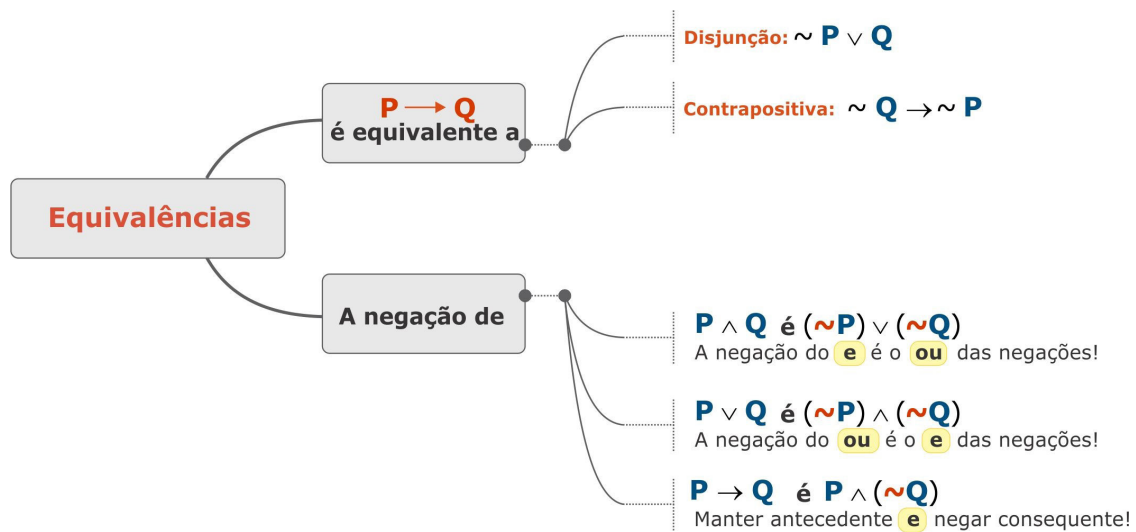 Equivalências
P → Q
é equivalente a
Disjunção: ~ P ∨ Q
Contrapositiva: ~ Q → ~ P
A negação de
P ∧ Q é (~P) ∨ (~Q)
A negação do e é o ou das negações!
P ∨ Q é (~P) ∧ (~Q)
A negação do ou é o e das negações!
P → Q é P ∧ (~Q)
Manter antecedente e negar consequente!